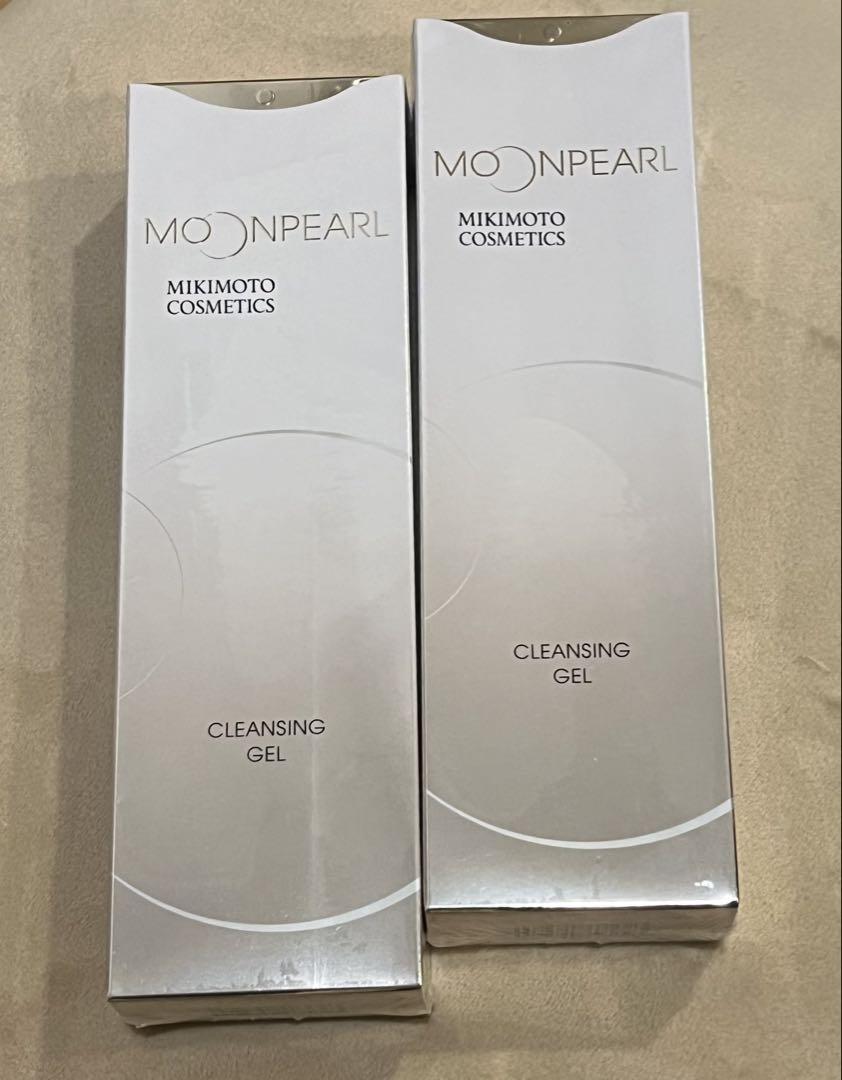 MOONPEARL
MIKIMOTO
COSMETICS
CLEANSING
GEL
MOONPEARL
MIKIMOTO
COSMETICS
CLEANSING
GEL